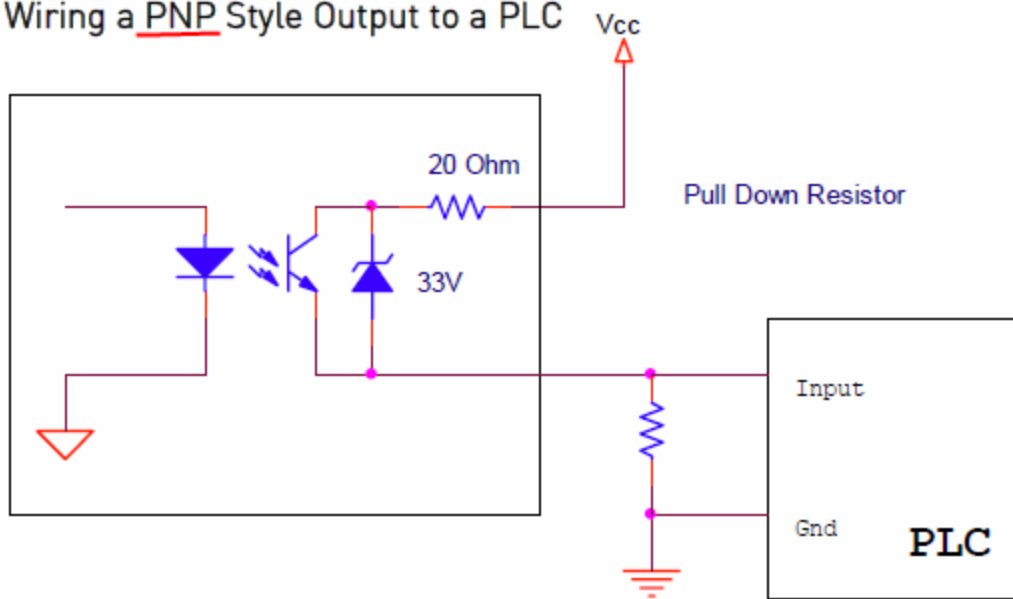 Wiring a PNP Style Output to a PLC
Vcc
20 Ohm
Pull Down Resistor
33V
Input
Gnd
PLC